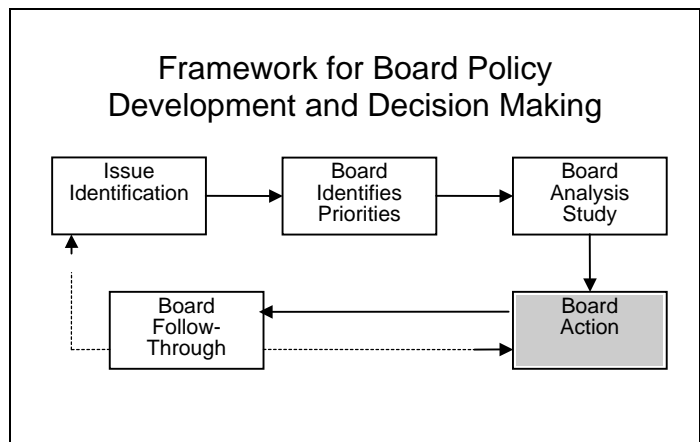 Framework for Board Policy
Development and Decision Making
Issue
Identification
Board
Identifies
Priorities
Board
Analysis
Study
Board
Follow-
Through
Board
Action